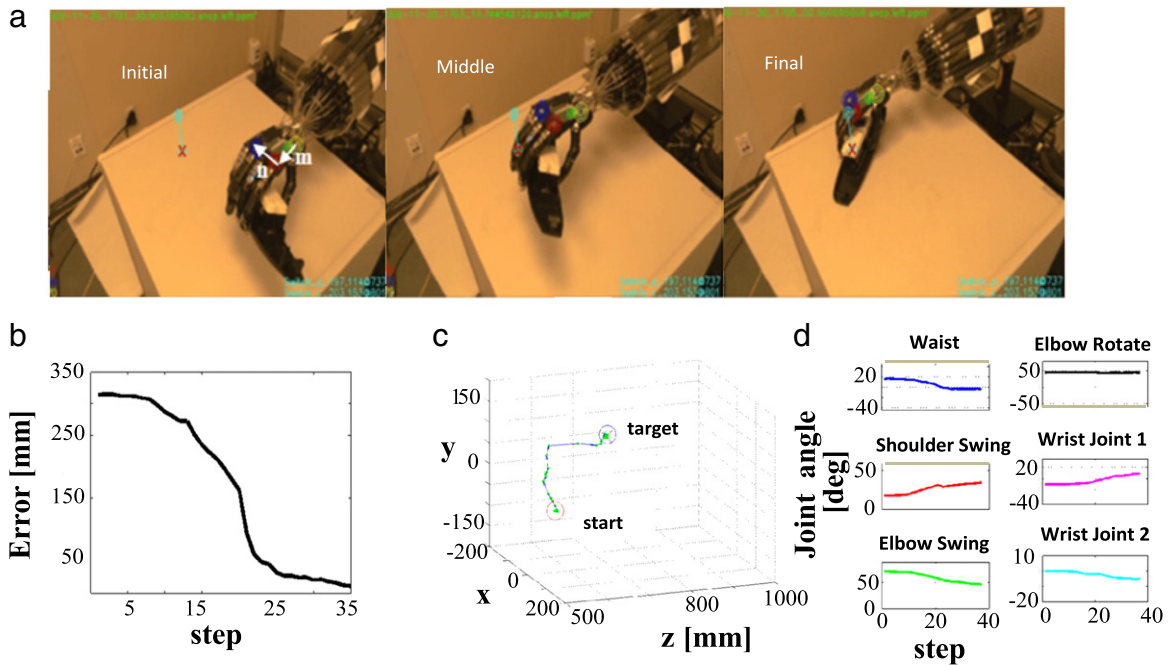 a
Initial
Middle
Final
n
m
x
x
x
b
350
250
150
50
Error [mm]
5
15
25
35
step
c
150
0
-150
y
-200
0
200
x
500
800
1000
z [mm]
target
start
d
Joint angle
[deg]
Waist
20
-40
Elbow Rotate
50
-50
Shoulder Swing
50
0
Wrist Joint 1
20
-40
Elbow Swing
50
0
Wrist Joint 2
10
-20
0
20
40
0
20
40
step